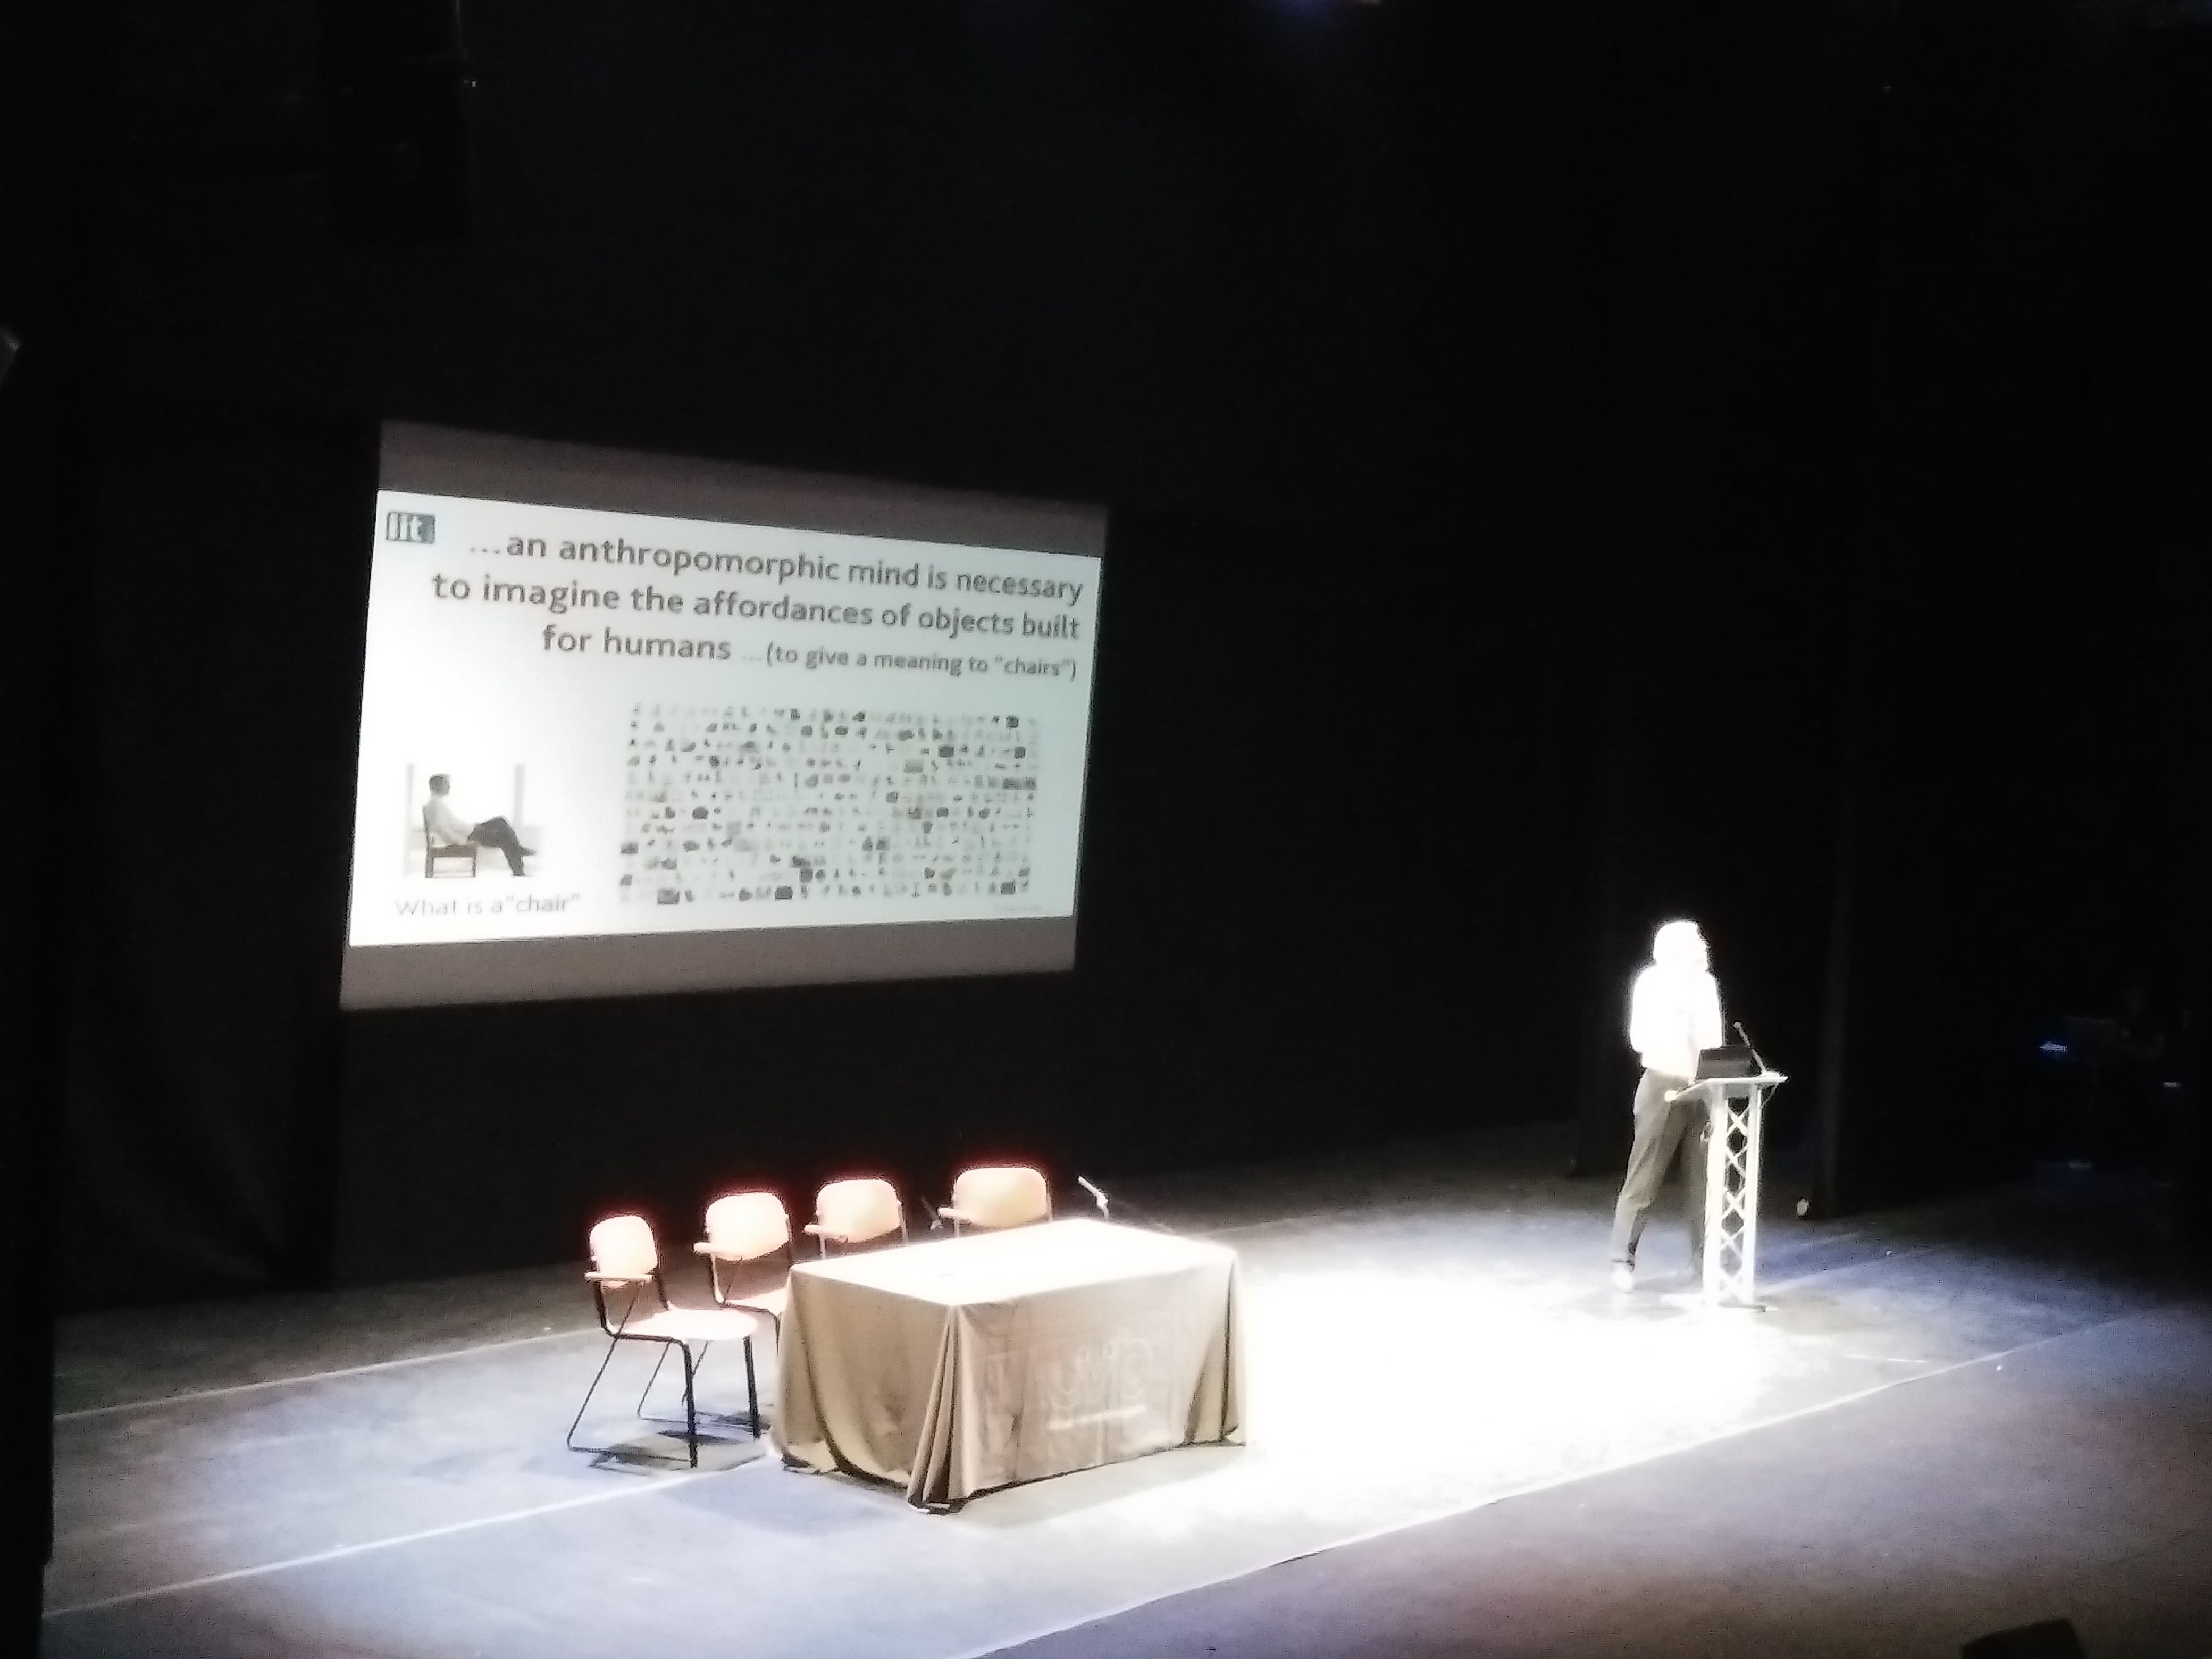 iit
...an anthropomorphic mind is necessary
to imagine the affordances of objects built
for humans ...(to give a meaning to "chairs")
What is a"chair"